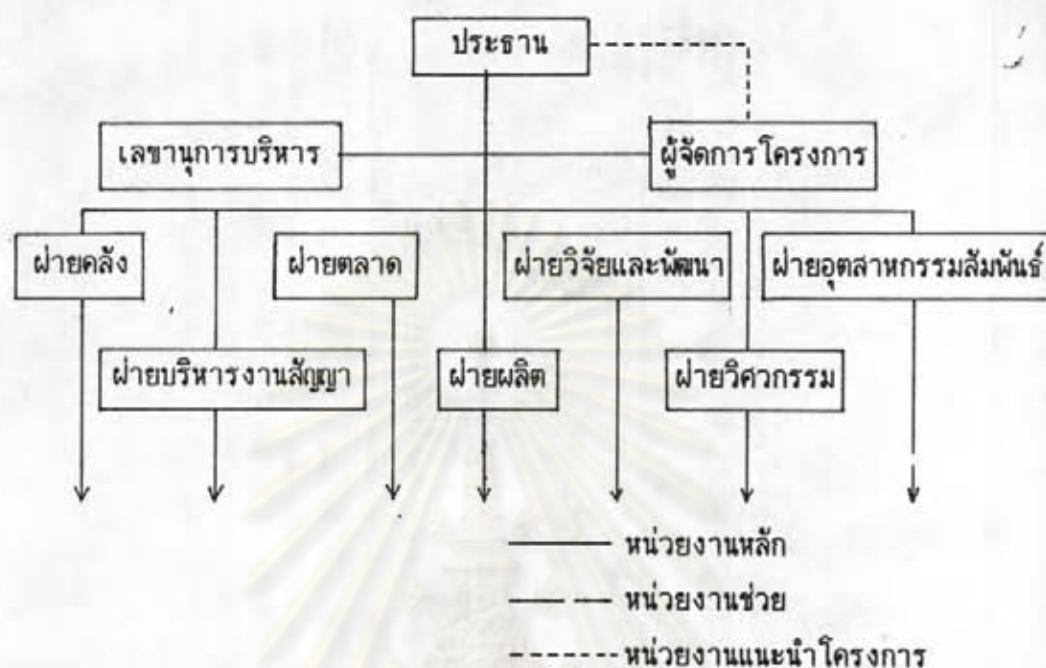 ประธาน
เลขานุการบริหาร
ผู้จัดการโครงการ
ฝ่ายคลัง
ฝ่ายตลาด
ฝ่ายวิจัยและพัฒนา
ฝ่ายอุตสาหกรรมสัมพันธ์
ฝ่ายบริหารงานสัญญา
ฝ่ายผลิต
ฝ่ายวิศวกรรม
หน่วยงานหลัก
หน่วยงานช่วย
หน่วยงานแนะนำโครงการ